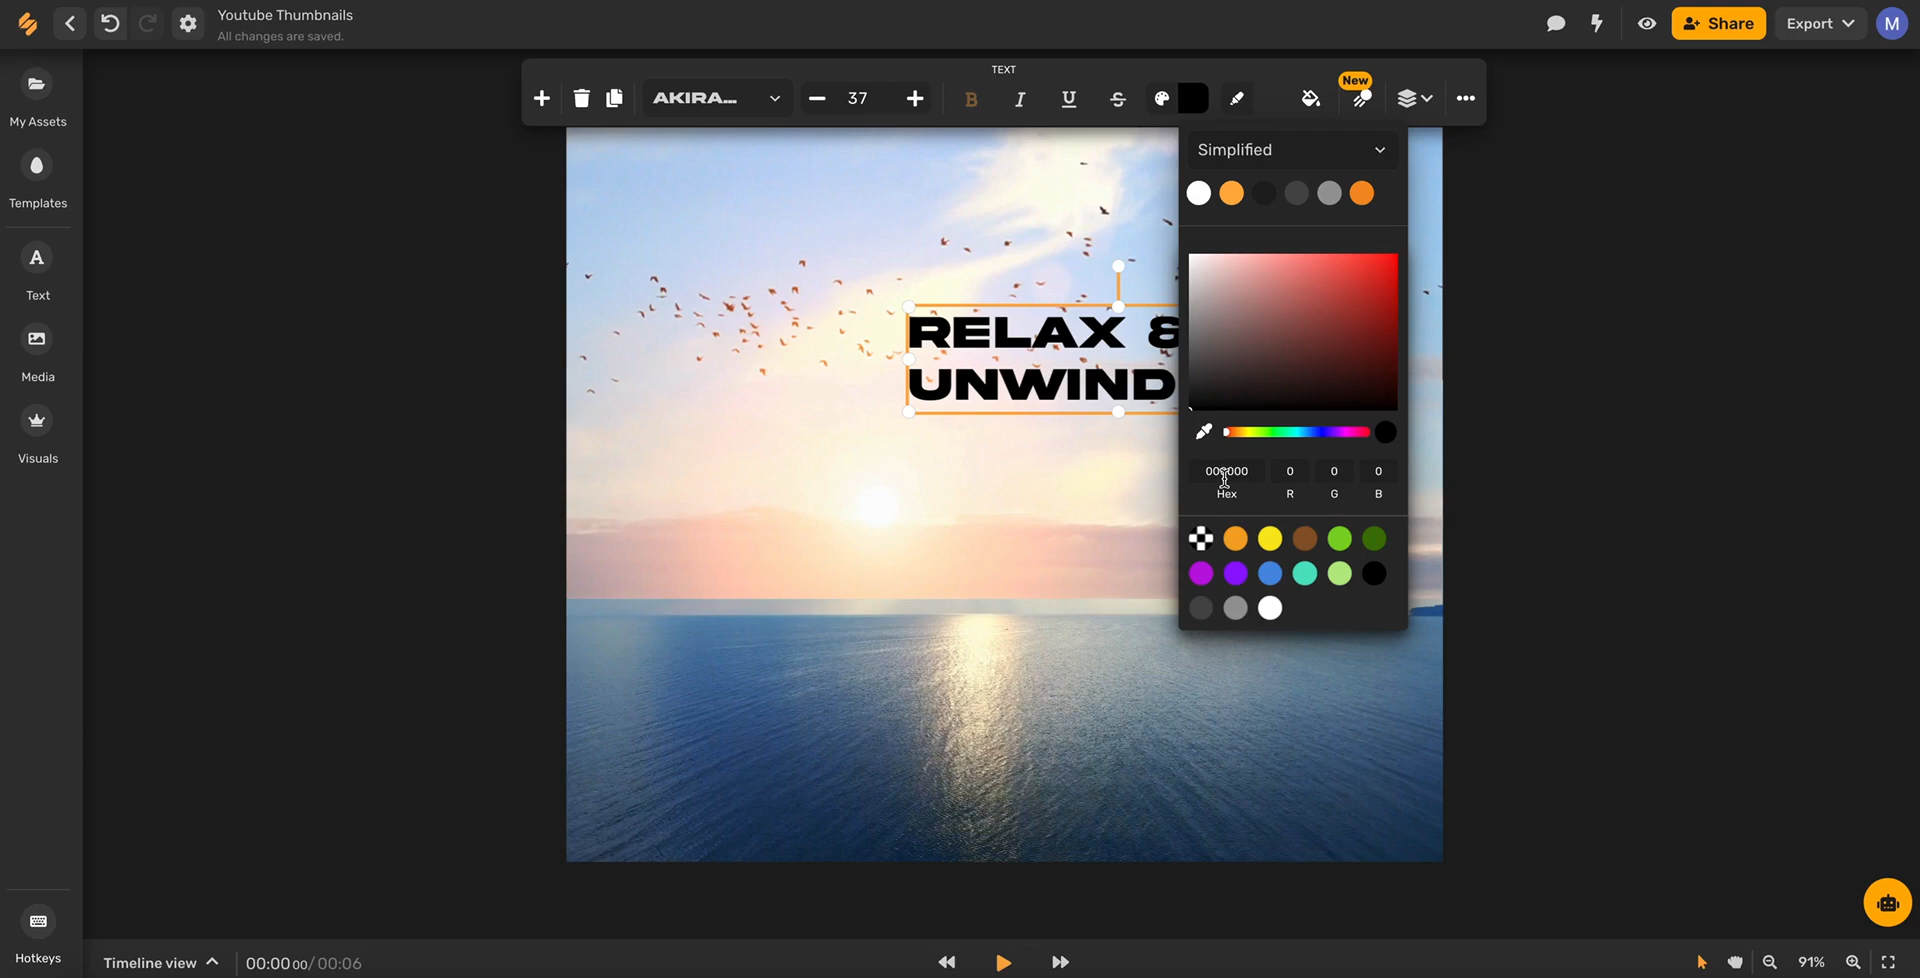 Youtube Thumbnails
All changes are saved.
Share
Export
M
My Assets
Templates
A
Text
Media
Visuals
Hotkeys
TEXT
New
AKIRA...
37
B
I
U
S
Simplified
RELAX &
UNWIND
000000 0 0 0
Hex R G B
Timeline view
00:00 00/00:06
91%